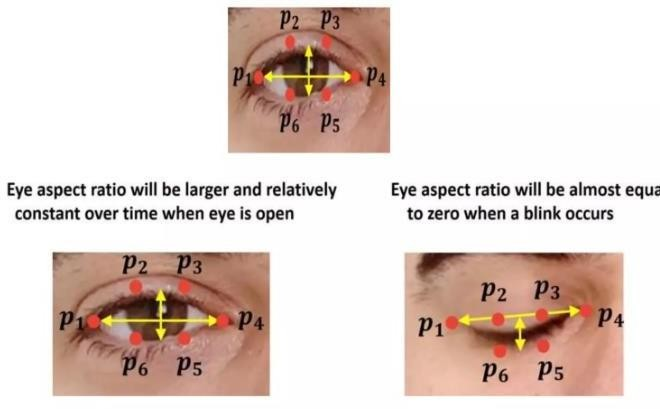 p2 p3
p1 p4
p6 p5
Eye aspect ratio will be larger and relatively
constant over time when eye is open
Eye aspect ratio will be almost equa
to zero when a blink occurs
p2 p3
p1 p4
p6 p5
p2 p3
p1 p4
p6 p5